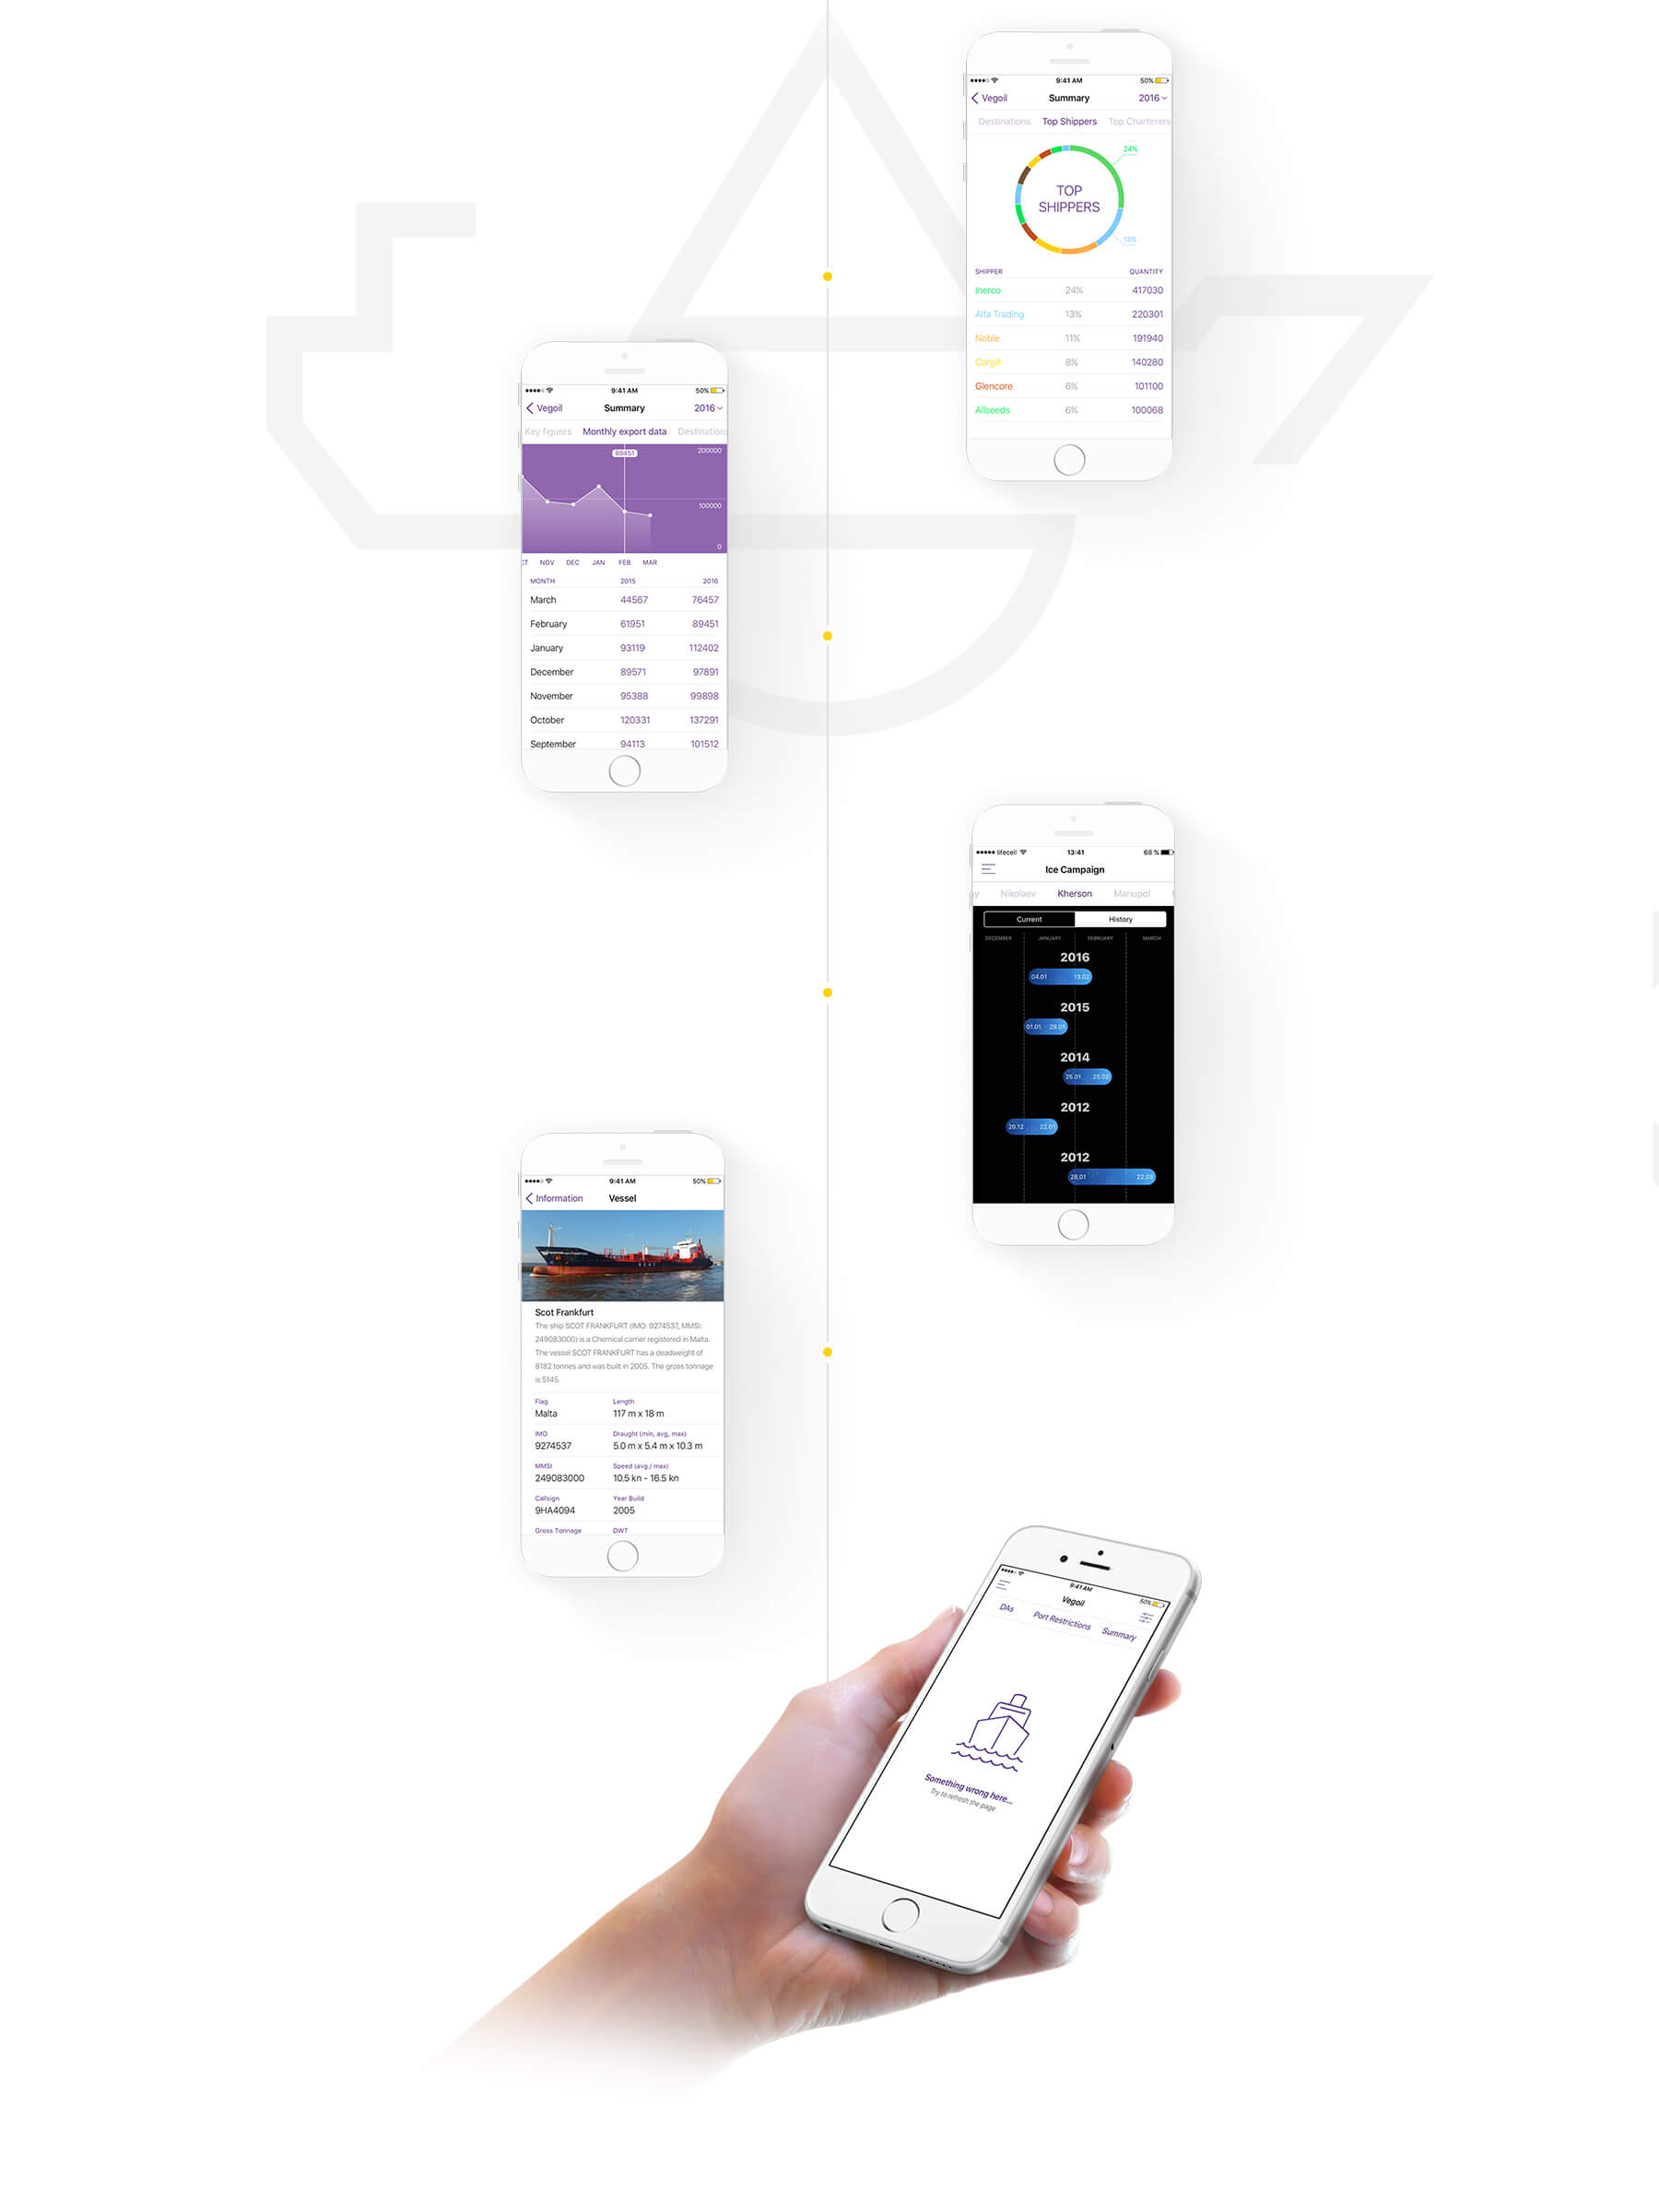 9:41 AM 50%
Vegoil Summary 2016
Destinations Top Shippers Top Charterers
24%
TOP
SHIPPERS
13%
SHIPPER QUANTITY
Inerco 24% 417030
Alfa Trading 13% 220301
Noble 11% 191940
Cargill 8% 140280
Glencore 6% 101100
Allseeds 6% 100068
9:41 AM 50%
Vegoil Summary 2016
Key figures Monthly export data Destinations
89451 200000
100000
0
CT NOV DEC JAN FEB MAR
MONTH 2015 2016
March 44567 76457
February 61951 89451
January 93119 112402
December 89571 97891
November 95388 99898
October 120331 137291
September 94113 101512
lifecell 13:41 68 %
Ice Campaign
y Nikolaev Kherson Mariupol
Current History
DECEMBER JANUARY FEBRUARY MARCH
2016
04.01 13.02
2015
01.01 28.01
2014
25.01 25.02
2012
20.12 22.01
2012
28.01 22.03
9:41 AM 50%
Information Vessel
Scot Frankfurt
The ship SCOT FRANKFURT (IMO: 9274537, MMSI:
249083000) is a Chemical carrier registered in Malta.
The vessel SCOT FRANKFURT has a deadweight of
8182 tonnes and was built in 2005. The gross tonnage
is 5145.
Flag Length
Malta 117 m x 18 m
IMO Draught (min, avg, max)
9274537 5.0 m x 5.4 m x 10.3 m
MMSI Speed (avg./ max)
249083000 10.5 kn - 16.5 kn
Callsign Year Build
9HA4094 2005
Gross Tonnage DWT
9:41 AM 50%
Vegoil
DAs Port Restrictions Summary
Something wrong here...
Try to refresh the page